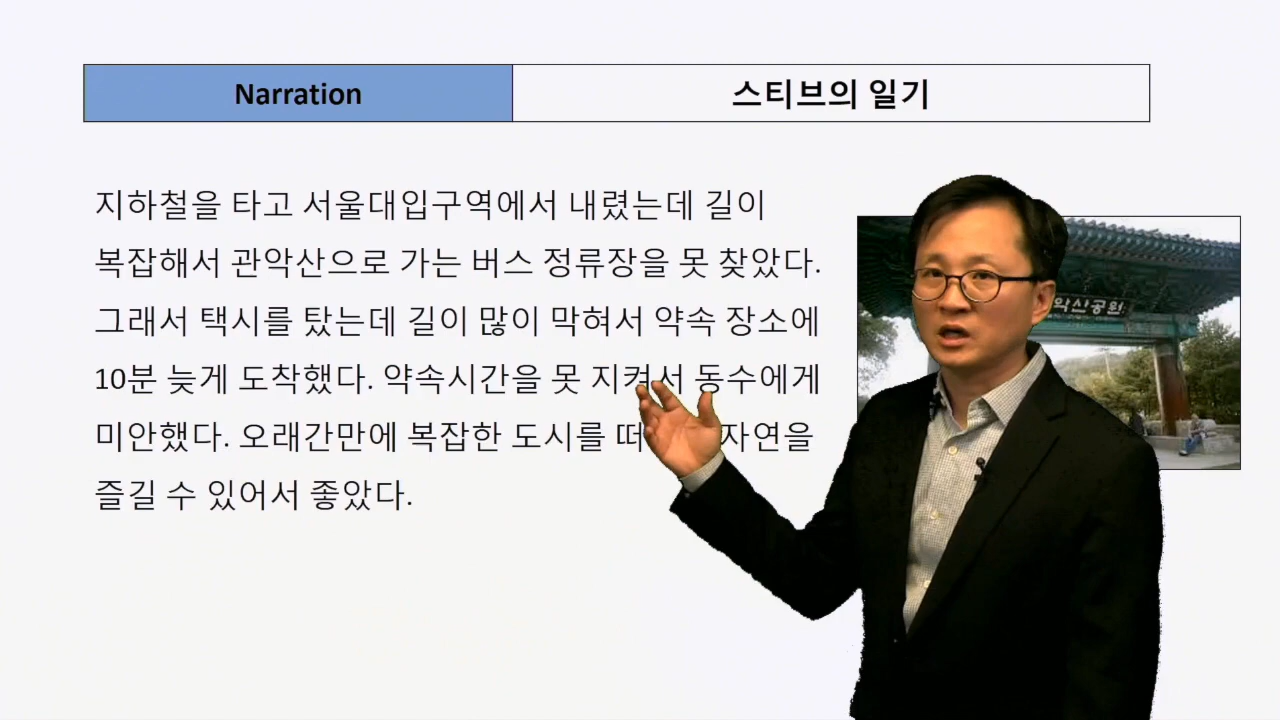 Narration
스티브의 일기
지하철을 타고 서울대입구역에서 내렸는데 길이
복잡해서 관악산으로 가는 버스 정류장을 못 찾았다.
그래서 택시를 탔는데 길이 많이 막혀서 약속 장소에
10분 늦게 도착했다. 약속시간을 못 지켜서 동수에게
미안했다. 오래간만에 복잡한 도시를 자연을
즐길 수 있어서 좋았다.
악산공원